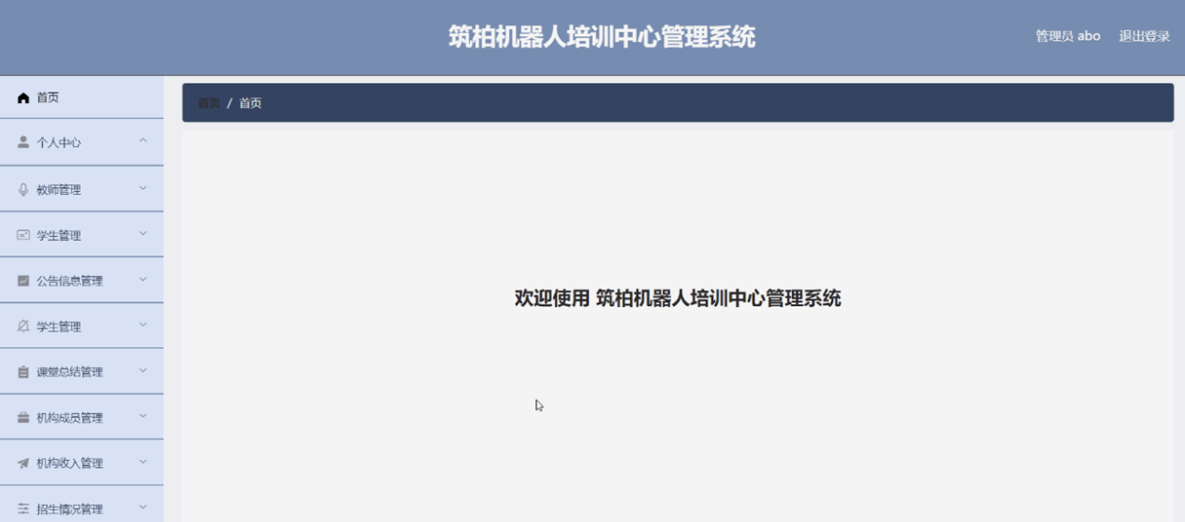 筑柏机器人培训中心管理系统
管理员 abo 退出登录
首页
首页 / 首页
个人中心
教师管理
学生管理
公告信息管理
学生管理
课堂总结管理
机构成员管理
机构收入管理
招生情况管理
欢迎使用 筑柏机器人培训中心管理系统